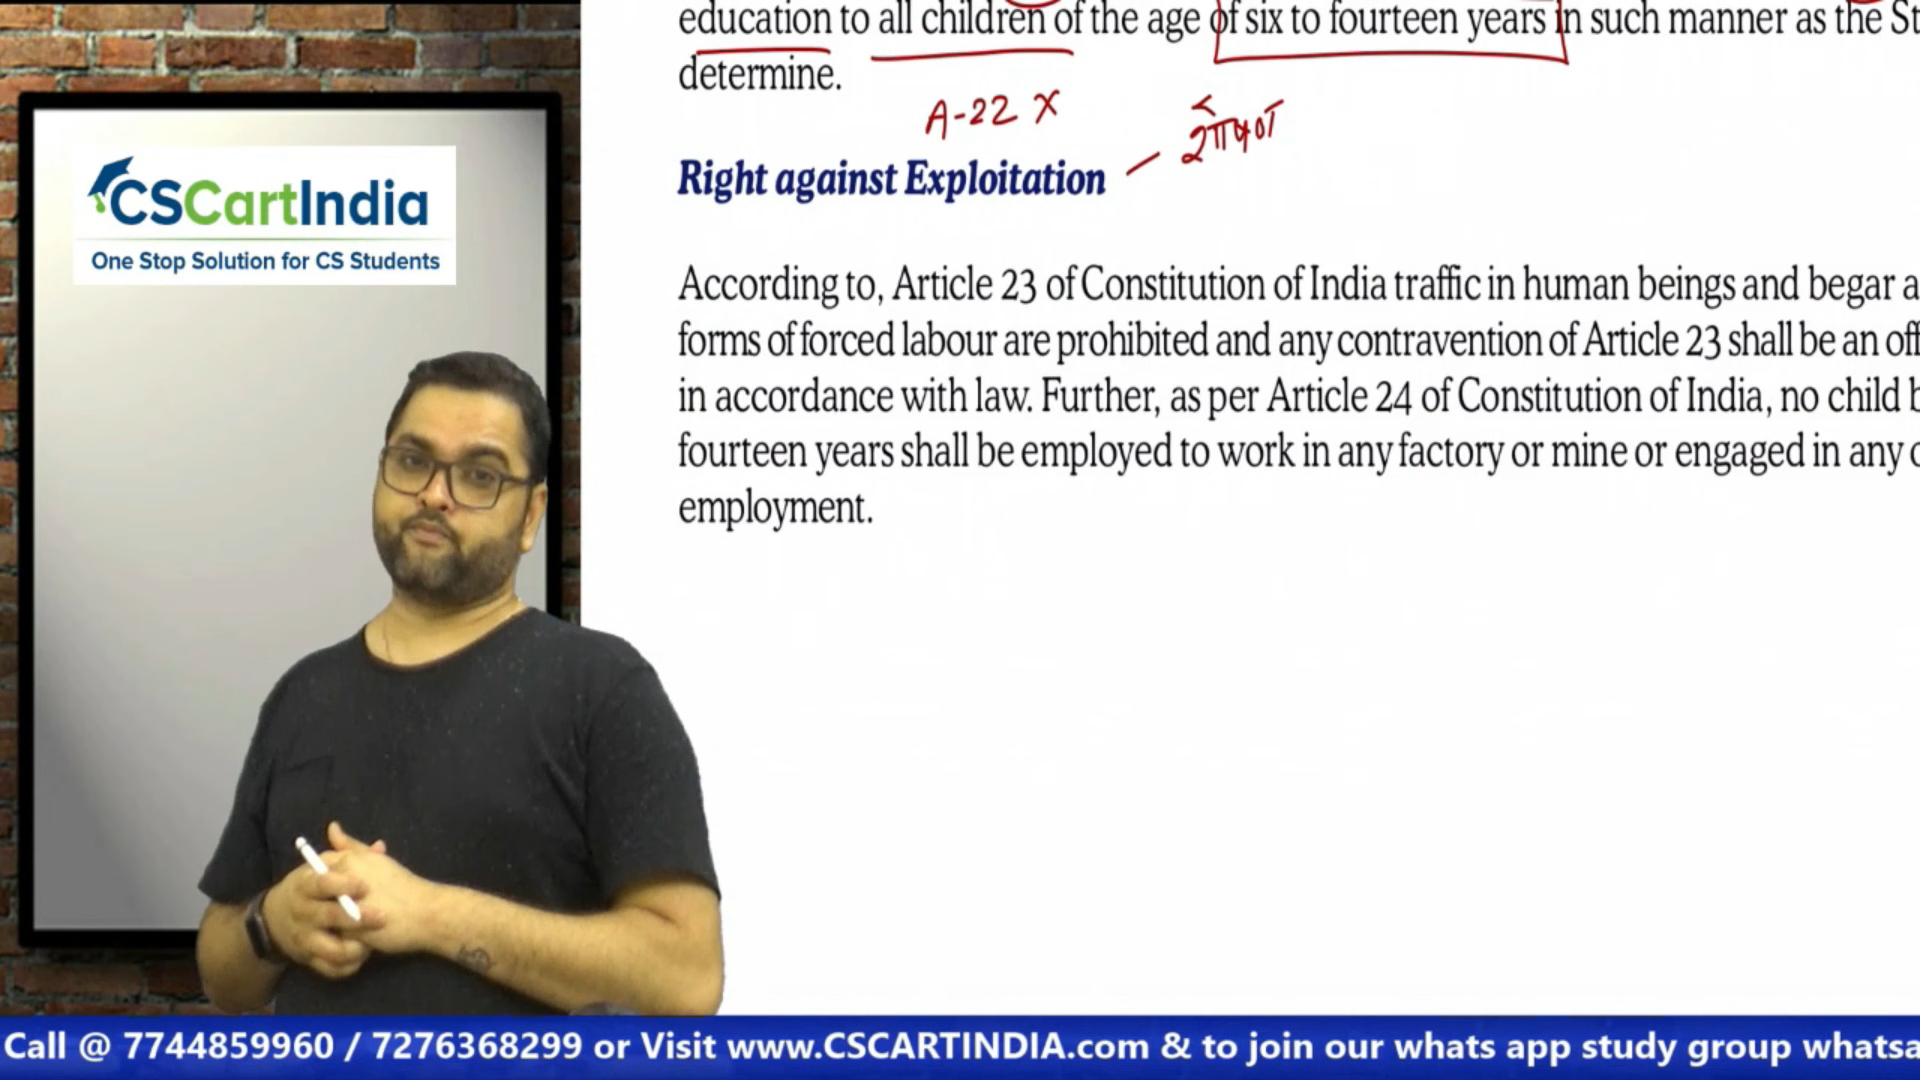 education to all children of the age of six to fourteen years in such manner as the St
determine.
A-22 X
Right against Exploitation
CSCartIndia
One Stop Solution for CS Students
According to, Article 23 of Constitution of India traffic in human beings and begar a
forms of forced labour are prohibited and any contravention of Article 23 shall be an off
in accordance with law. Further, as per Article 24 of Constitution of India, no child b
fourteen years shall be employed to work in any factory or mine or engaged in any o
employment.
Call @ 7744859960 / 7276368299 or Visit www.CSCARTINDIA.com & to join our whats app study group whatsa